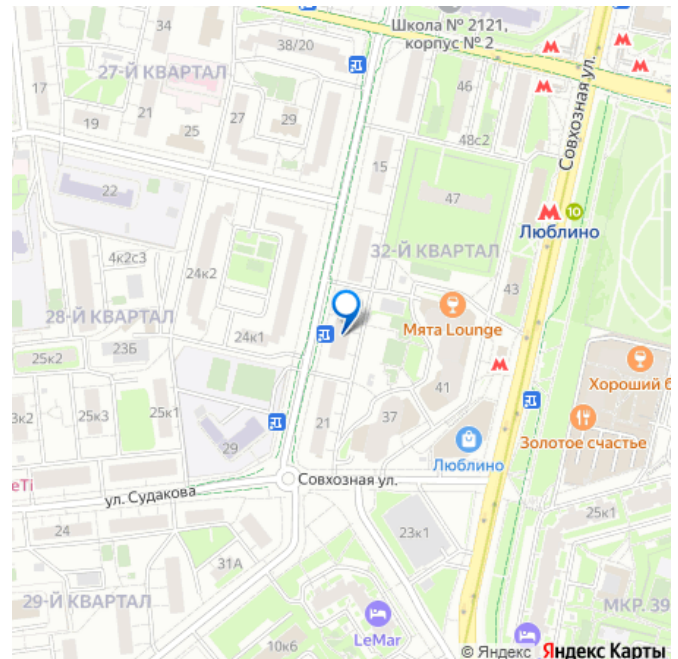 Школа № 2121,
корпус № 2
38/20
27-Й КВАРТАЛ
46
21
17
27
29
19
25
48с2
Совхозная ул.
15
22
47
М
10
Люблино
32-Й КВАРТАЛ
4к2с3
24к2
43
28-Й КВАРТАЛ
Мята Lounge
24к1
23Б
25к2
41
Хороший б
3к2
25к3
25к1
21
37
29
Золотое счастье
Люблино
еTi
Совхозная ул.
ул. Судакова
24
23к1
25к1
31А
29-Й КВАРТАЛ
МКР. 39
LeMar
10к6
© Яндекс Яндекс Карты